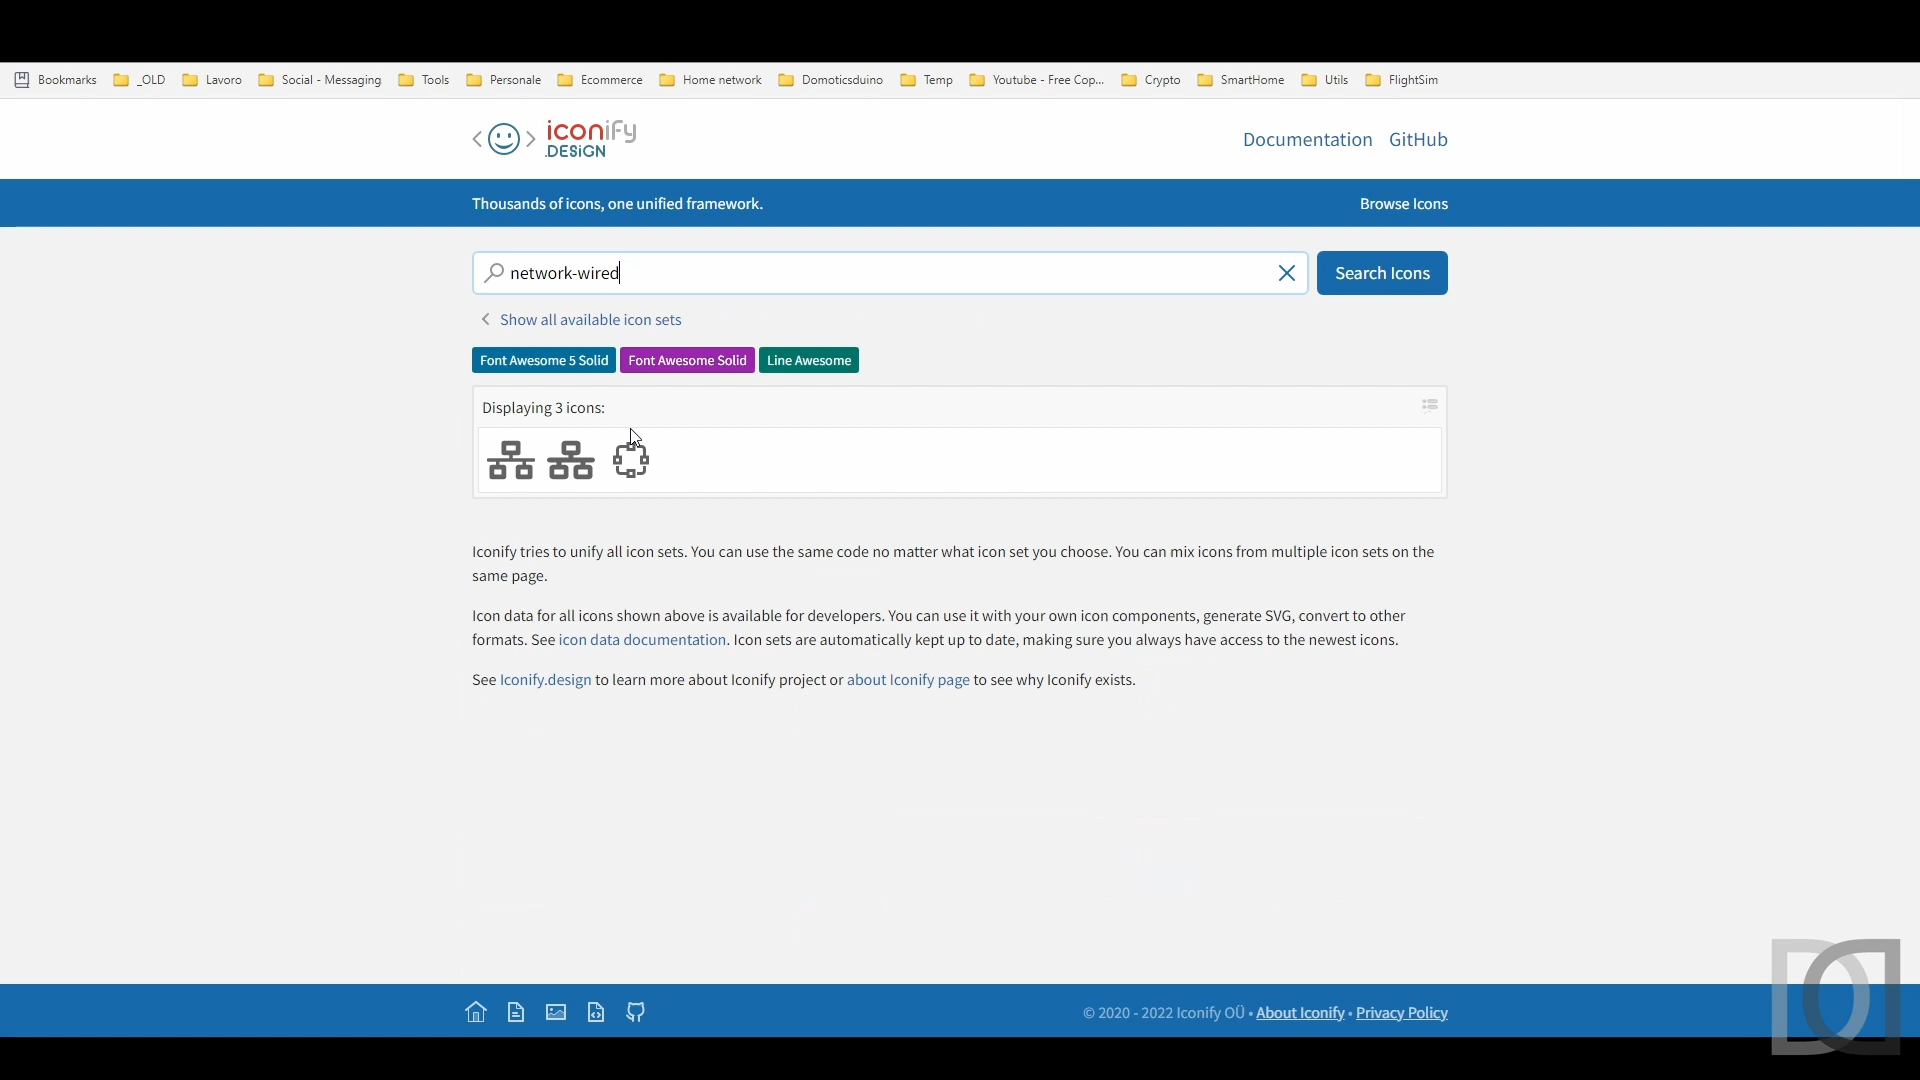 Bookmarks _OLD Lavoro Social - Messaging Tools Personale Ecommerce Home network Domoticsduino Temp Youtube - Free Cop... Crypto SmartHome Utils FlightSim
iconify
.DESiGN
Documentation GitHub
Thousands of icons, one unified framework. Browse Icons
network-wired Search Icons
Show all available icon sets
Font Awesome 5 Solid Font Awesome Solid Line Awesome
Displaying 3 icons:
Iconify tries to unify all icon sets. You can use the same code no matter what icon set you choose. You can mix icons from multiple icon sets on the
same page.
Icon data for all icons shown above is available for developers. You can use it with your own icon components, generate SVG, convert to other
formats. See icon data documentation. Icon sets are automatically kept up to date, making sure you always have access to the newest icons.
See Iconify.design to learn more about Iconify project or about Iconify page to see why Iconify exists.
© 2020 - 2022 Iconify OÜ • About Iconify • Privacy Policy